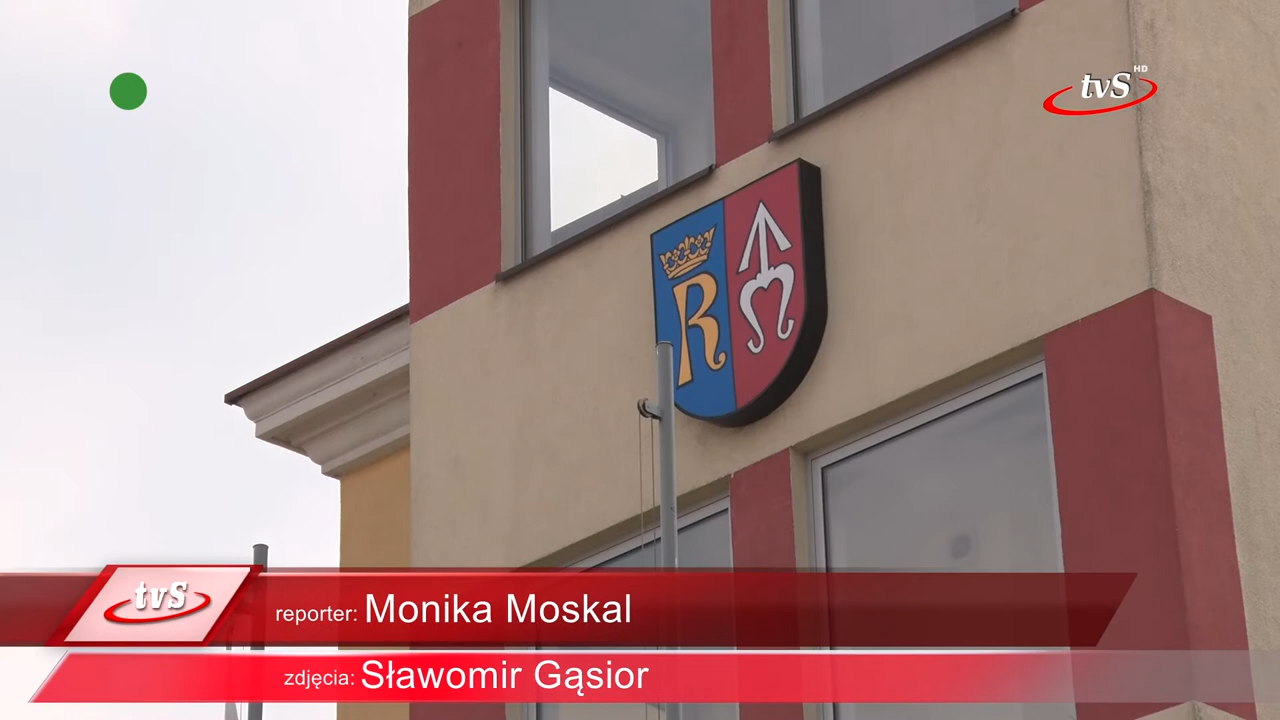 tvS HD
R
tvS
reporter: Monika Moskal
zdjęcia: Sławomir Gąsior